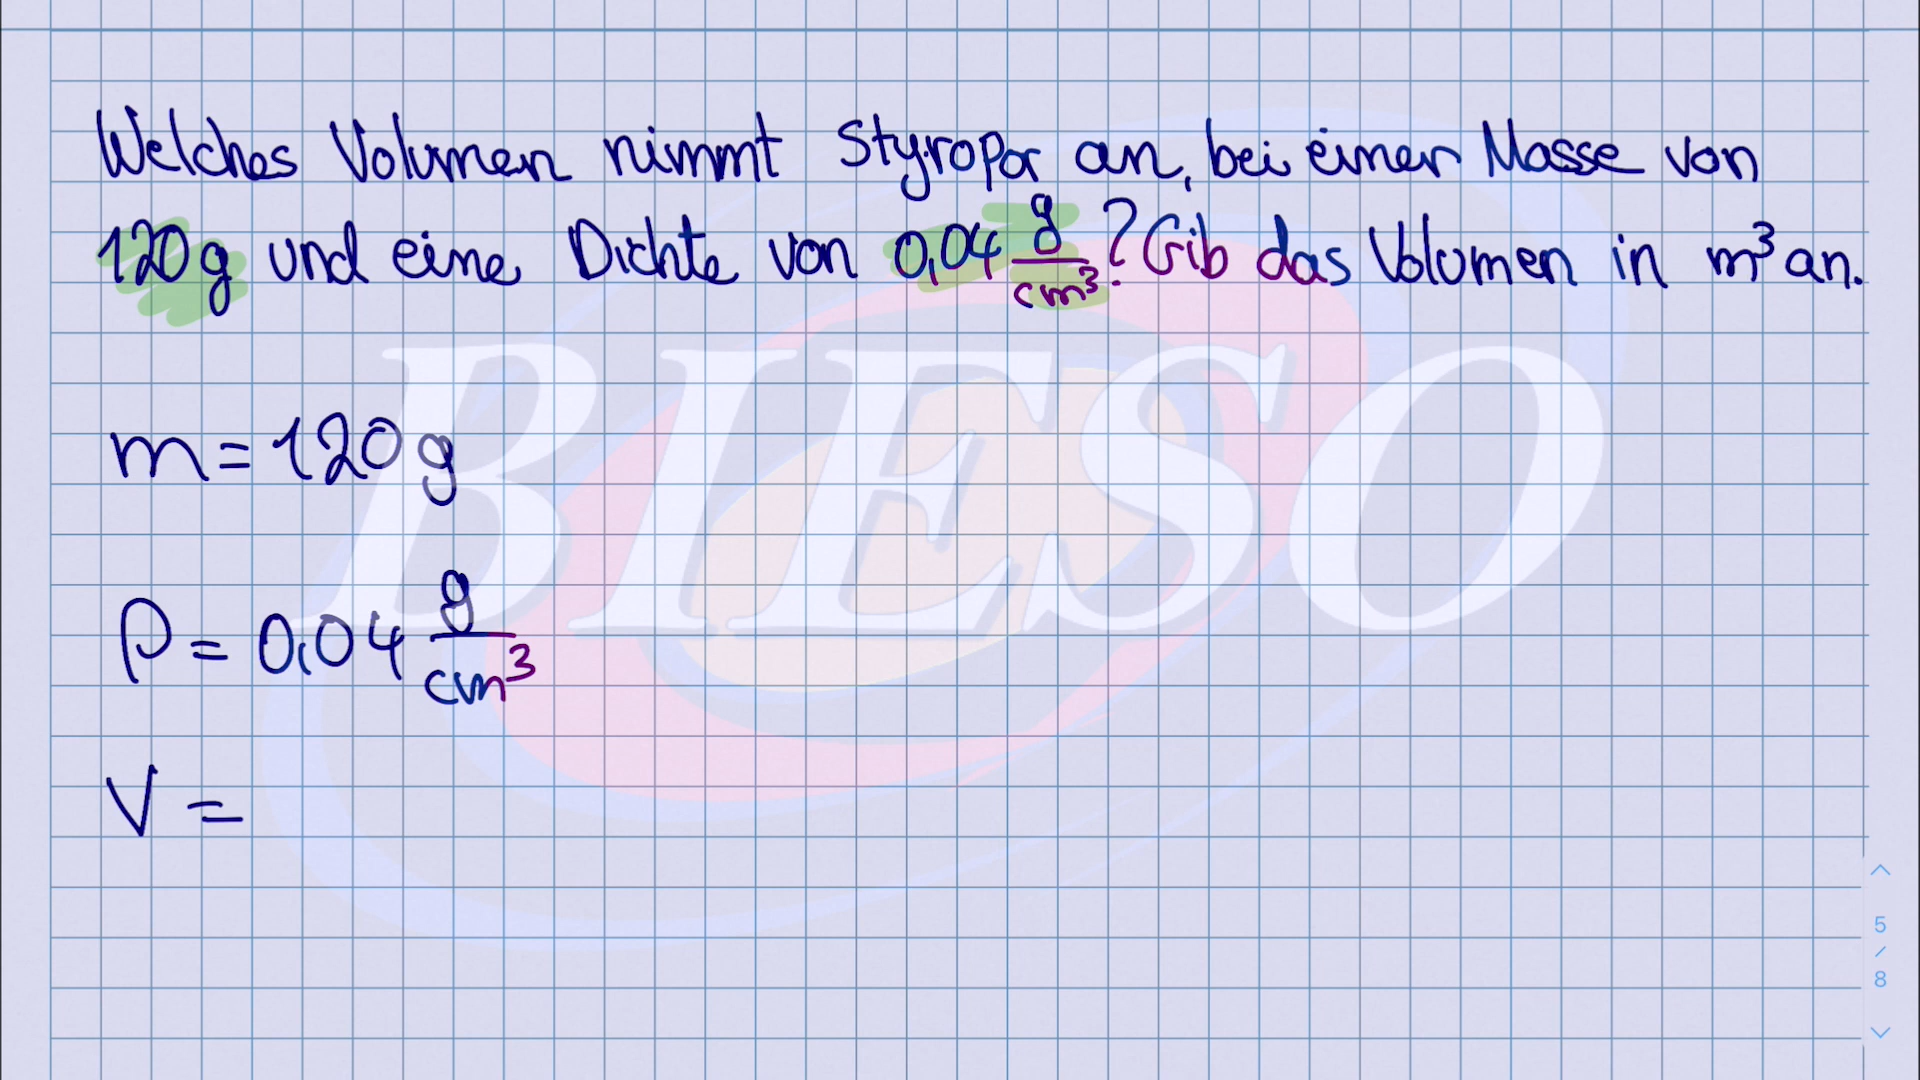 Welches Volumen nimmt Styropor an, bei einer Masse von
120g und eine Dichte von 0,04 g/cm³? Gib das Volumen in m³ an.
BIESO
m = 120 g
ρ = 0,04 g/cm³
V =
5
/
8